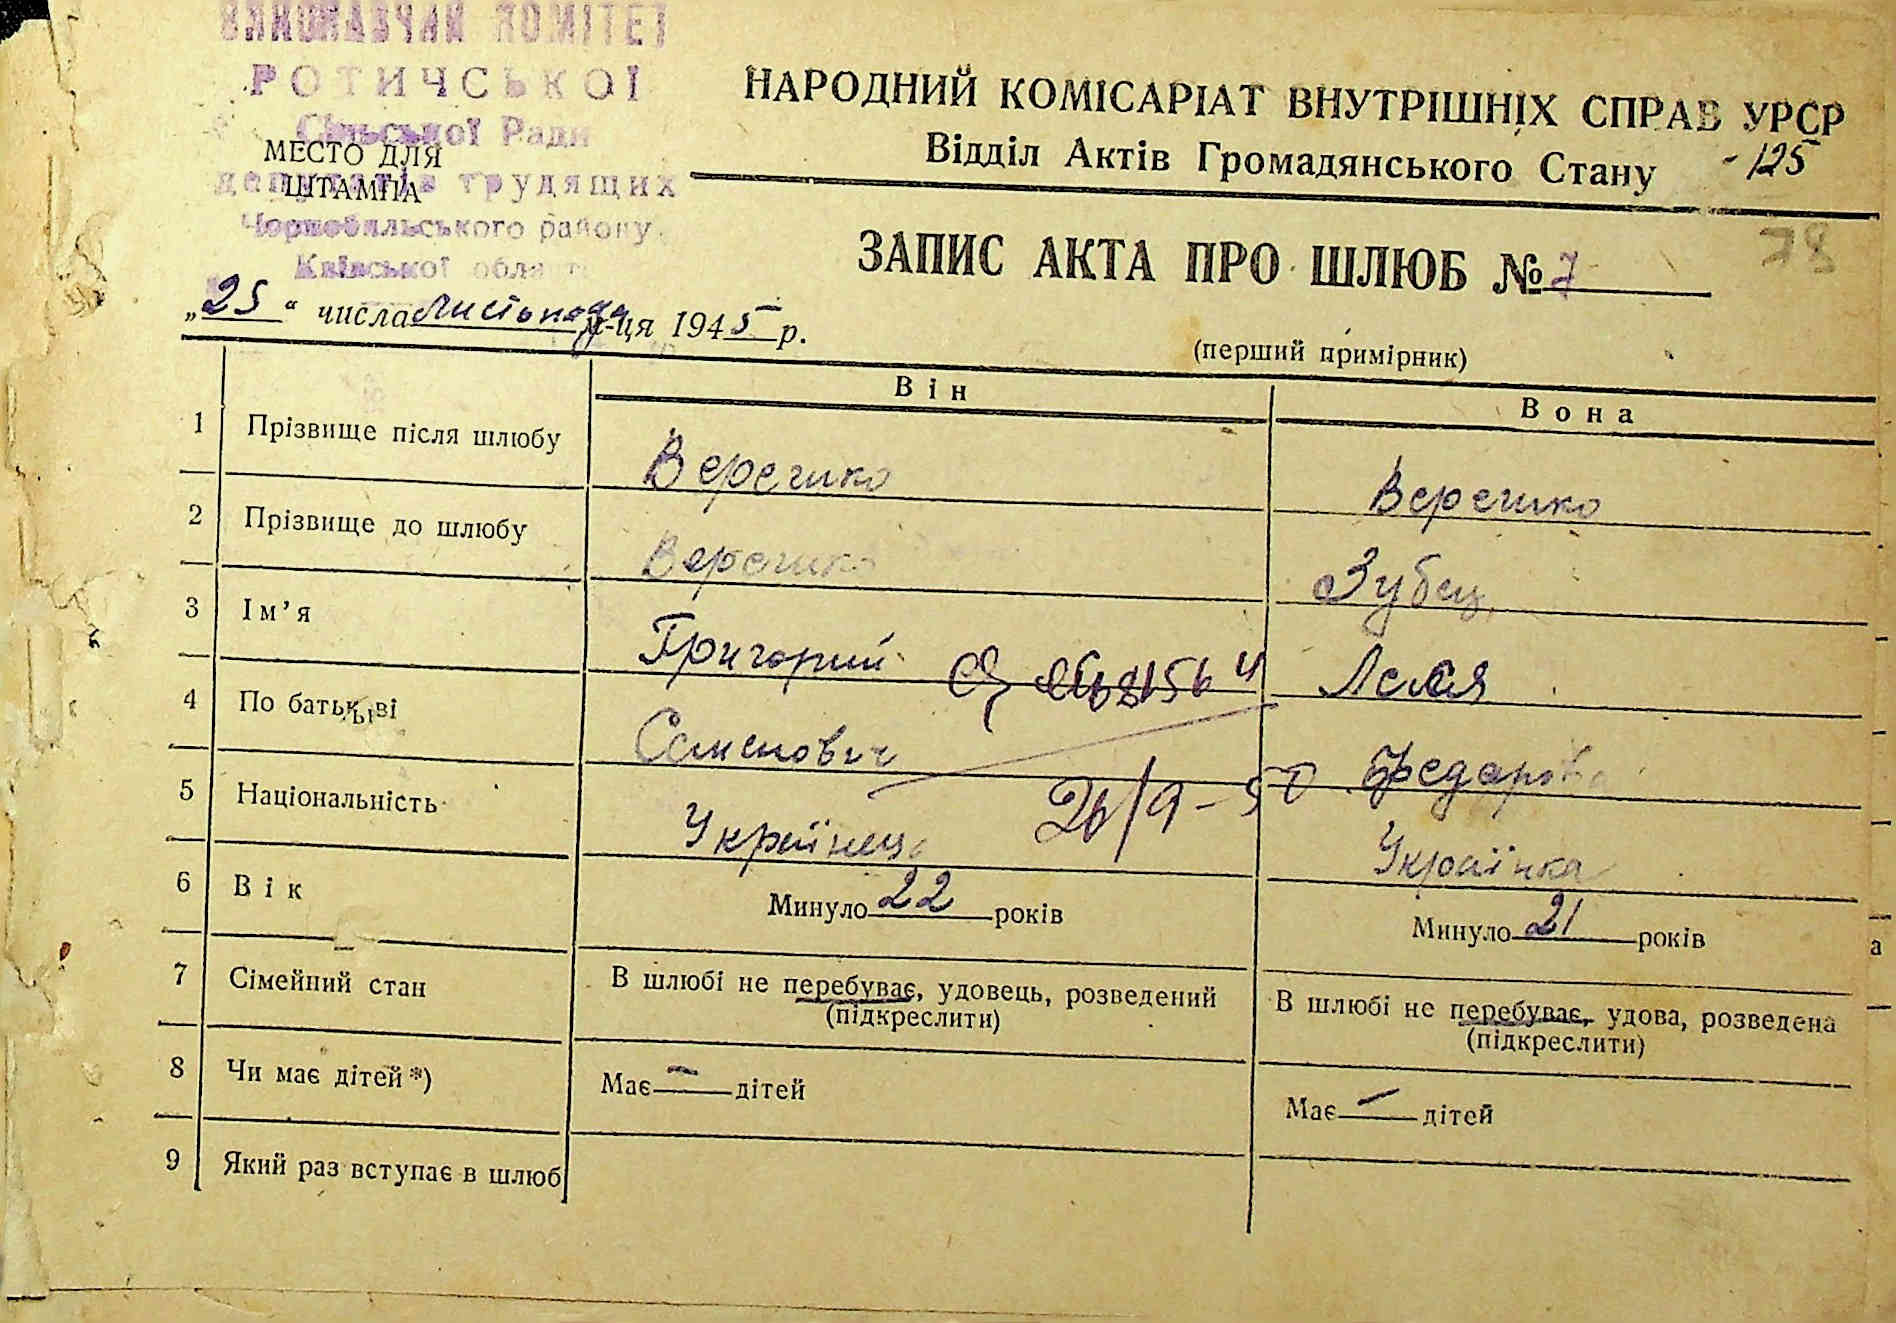 ВИКОНАВЧИЙ КОМІТЕТ
РОТИЧСЬКОЇ
Сільської Ради
депутатів трудящих
Чорнобильського району
Київської області
МЕСТО ДЛЯ
ШТАМПА
НАРОДНИЙ КОМІСАРІАТ ВНУТРІШНІХ СПРАВ УРСР
Відділ Актів Громадянського Стану
-125
78
ЗАПИС АКТА ПРО ШЛЮБ № 7
„25“ числа Листопада м-ця 1945 р.
(перший примірник)
Він Вона
1 Прізвище після шлюбу
2 Прізвище до шлюбу Зубец
3 Ім’я Григорий
4 По батькові Семенович
5 Національність Українець Українка
26/9-50
6 Вік Минуло 22 років Минуло 21 років
7 Сімейний стан В шлюбі не перебуває, удовець, розведений В шлюбі не перебуває, удова, розведена
(підкреслити) (підкреслити)
8 Чи має дітей*) Має — дітей Має — дітей
9 Який раз вступає в шлюб
а